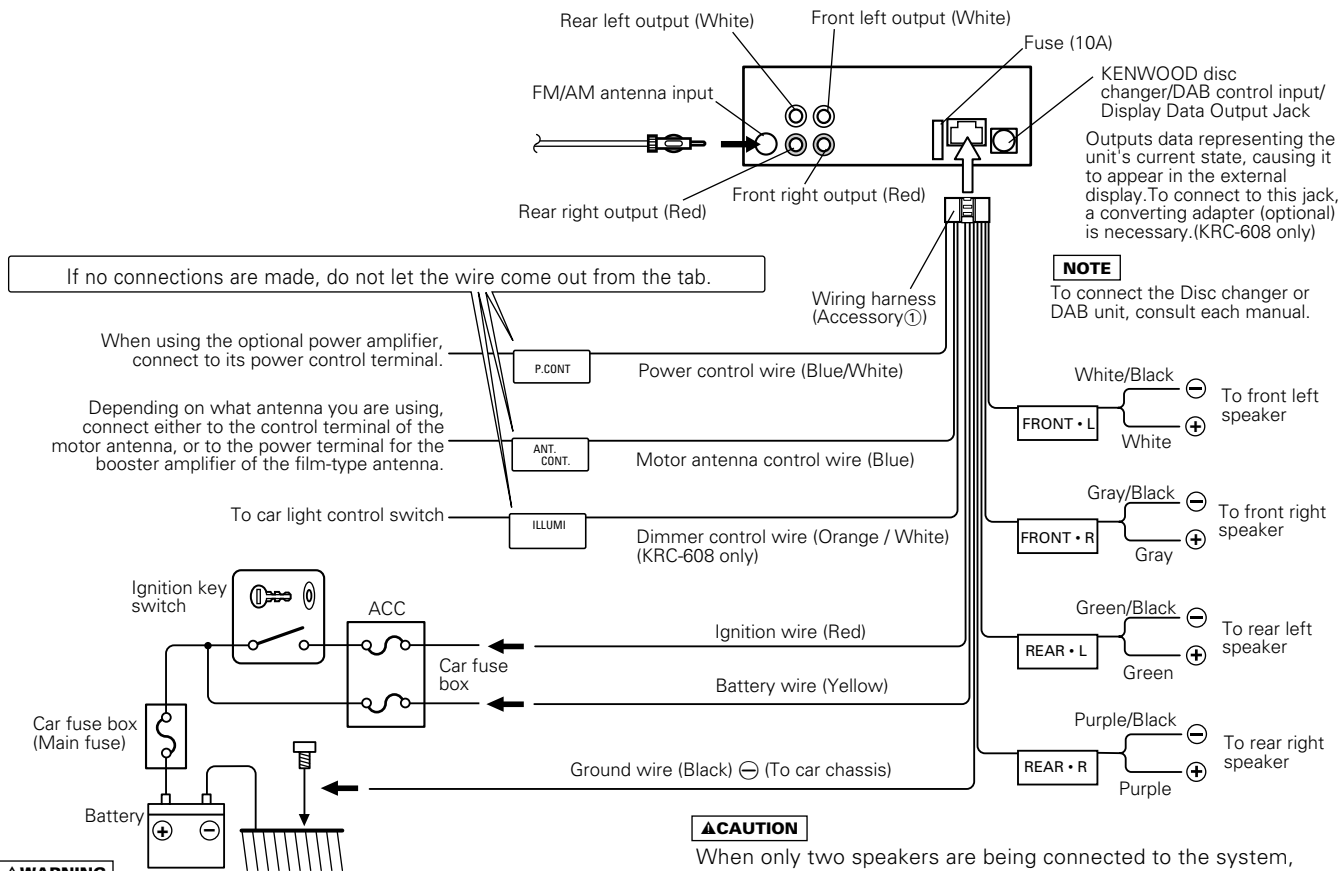 Rear left output (White)
Front left output (White)
Fuse (10A)
FM/AM antenna input
KENWOOD disc
changer/DAB control input/
Display Data Output Jack
Outputs data representing the
unit's current state, causing it
to appear in the external
display.To connect to this jack,
a converting adapter (optional)
is necessary.(KRC-608 only)
Rear right output (Red)
Front right output (Red)
If no connections are made, do not let the wire come out from the tab.
Wiring harness
(Accessory①)
NOTE
To connect the Disc changer or
DAB unit, consult each manual.
When using the optional power amplifier,
connect to its power control terminal.
P.CONT
Power control wire (Blue/White)
Depending on what antenna you are using,
connect either to the control terminal of the
motor antenna, or to the power terminal for the
booster amplifier of the film-type antenna.
ANT.
CONT.
Motor antenna control wire (Blue)
To car light control switch
ILLUMI
Dimmer control wire (Orange / White)
(KRC-608 only)
White/Black
⊖
FRONT • L
To front left
speaker
White
⊕
Gray/Black
⊖
FRONT • R
To front right
speaker
Gray
⊕
Green/Black
⊖
REAR • L
To rear left
speaker
Green
⊕
Purple/Black
⊖
REAR • R
To rear right
speaker
Purple
⊕
Ignition key
switch
ACC
Ignition wire (Red)
Car fuse
box
Battery wire (Yellow)
Car fuse box
(Main fuse)
Ground wire (Black) ⊖ (To car chassis)
Battery
⊕ ⊖
⚠WARNING
⚠CAUTION
When only two speakers are being connected to the system,